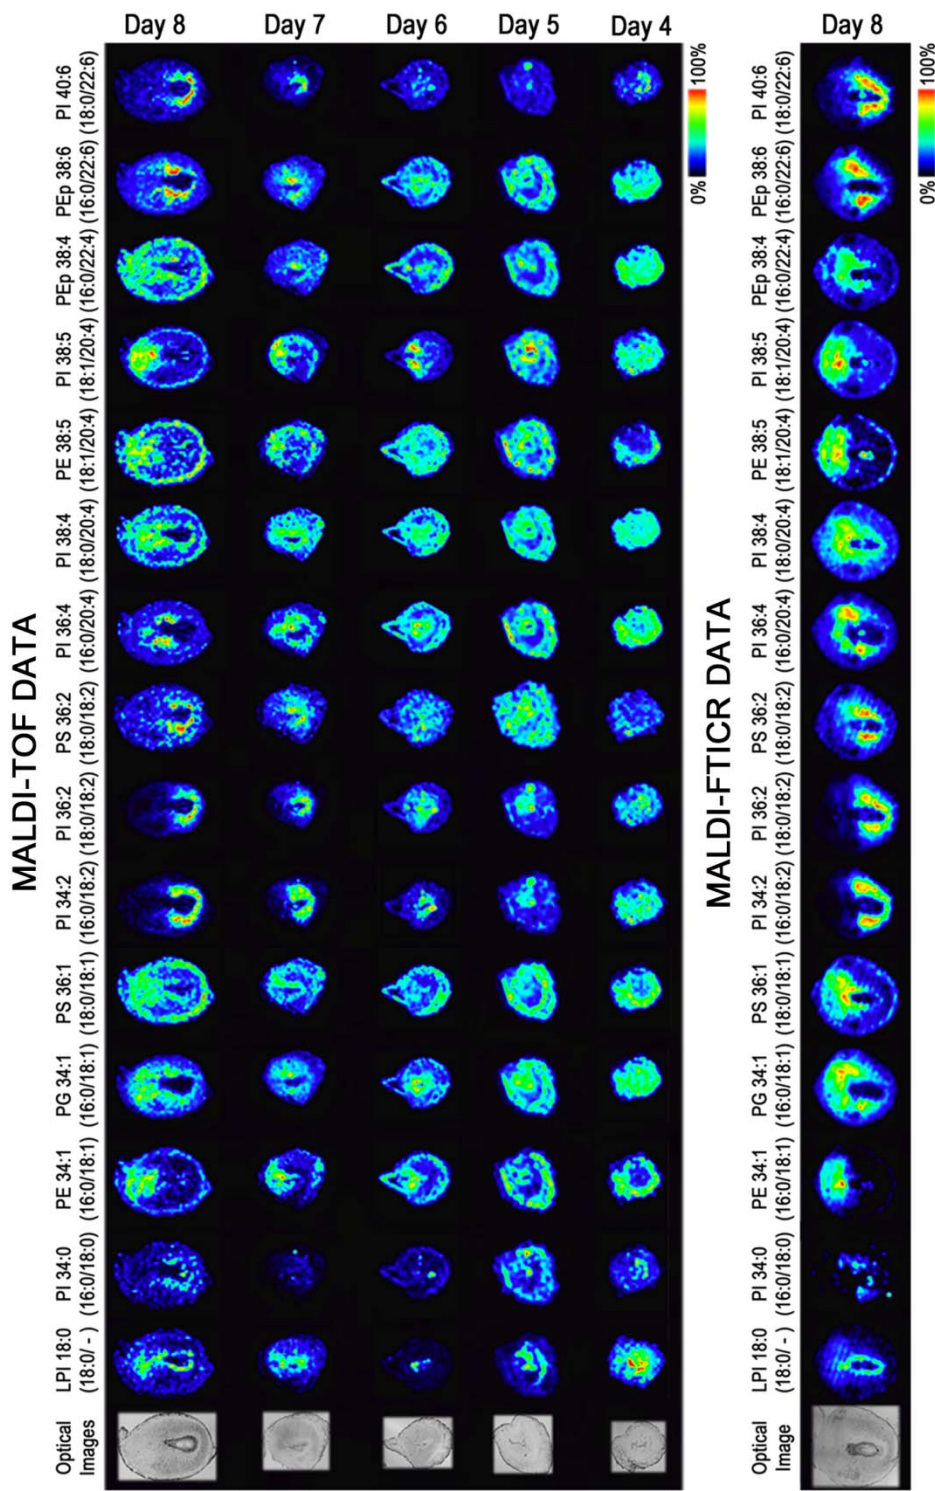 MALDI-TOF DATA
Optical
Images
LPI 18:0
(18:0/ - )
PI 34:0
(16:0/18:0)
PE 34:1
(16:0/18:1)
PG 34:1
(16:0/18:1)
PS 36:1
(18:0/18:1)
PI 34:2
(16:0/18:2)
PI 36:2
(18:0/18:2)
PS 36:2
(18:0/18:2)
PI 36:4
(16:0/20:4)
PI 38:4
(18:0/20:4)
PE 38:5
(18:1/20:4)
PI 38:5
(18:1/20:4)
PEp 38:4
(16:0/22:4)
PEp 38:6
(16:0/22:6)
PI 40:6
(18:0/22:6)
Day 8
Day 7
Day 6
Day 5
Day 4
0%
100%
MALDI-FTICR DATA
Optical
Image
LPI 18:0
(18:0/ - )
PI 34:0
(16:0/18:0)
PE 34:1
(16:0/18:1)
PG 34:1
(16:0/18:1)
PS 36:1
(18:0/18:1)
PI 34:2
(16:0/18:2)
PI 36:2
(18:0/18:2)
PS 36:2
(18:0/18:2)
PI 36:4
(16:0/20:4)
PI 38:4
(18:0/20:4)
PE 38:5
(18:1/20:4)
PI 38:5
(18:1/20:4)
PEp 38:4
(16:0/22:4)
PEp 38:6
(16:0/22:6)
PI 40:6
(18:0/22:6)
Day 8
0%
100%